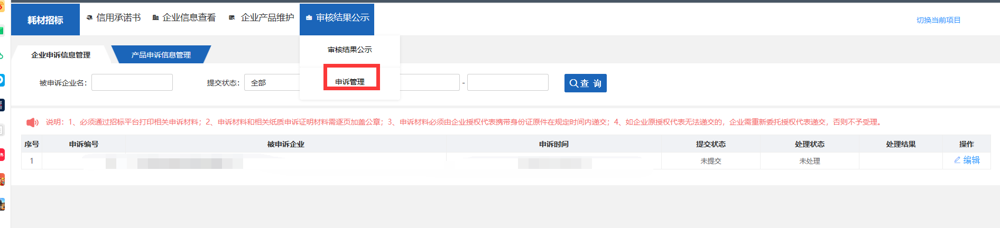 耗材招标 信用承诺书 企业信息查看 企业产品维护 审核结果公示 切换当前项目
审核结果公示
申诉管理
企业申诉信息管理 产品申诉信息管理
被申诉企业名： 提交状态： 全部 - 查 询
说明：1、必须通过招标平台打印相关申诉材料；2、申诉材料和相关纸质申诉证明材料需逐页加盖公章；3、申诉材料必须由企业授权代表携带身份证原件在规定时间内递交；4、如企业原授权代表无法递交的，企业需重新委托授权代表递交，否则不予受理。
序号 申诉编号 被申诉企业 申诉时间 提交状态 处理状态 处理结果 操作
1 未提交 未处理 编辑